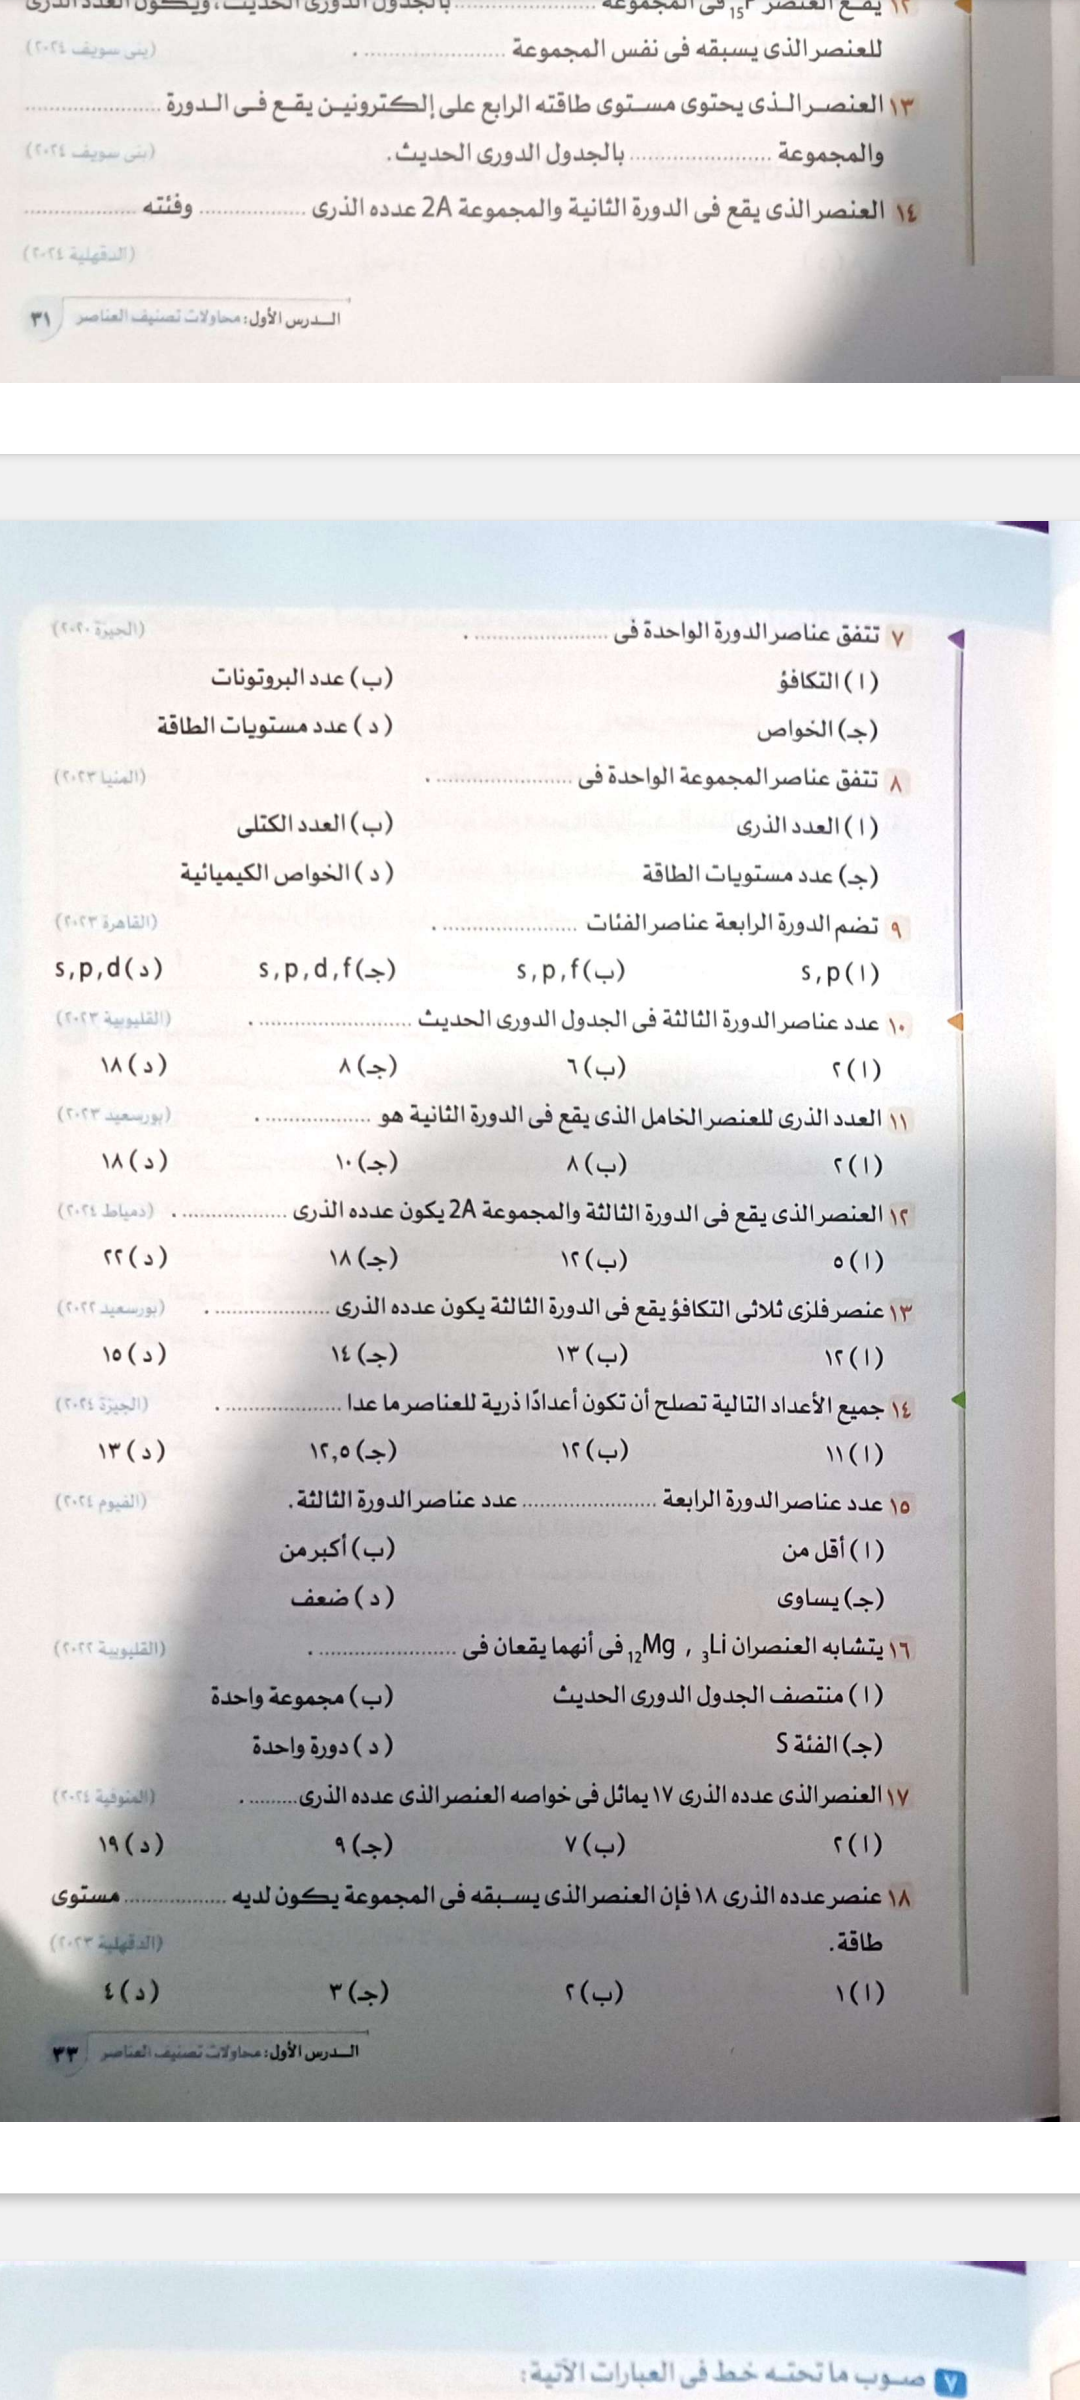 ١٢ يقع العنصر ₁₅P فى المجموعة .................... بالجدول الدورى الحديث، ويكون العدد الذرى
للعنصر الذى يسبقه فى نفس المجموعة .................... . (بنى سويف ٢٠٢٤)
١٣ العنصر الذى يحتوى مستوى طاقته الرابع على إلكترونين يقع فى الدورة ....................
والمجموعة .................... بالجدول الدورى الحديث. (بنى سويف ٢٠٢٤)
١٤ العنصر الذى يقع فى الدورة الثانية والمجموعة 2A عدده الذرى ................ وفئته ................
(الدقهلية ٢٠٢٤)
الدرس الأول: محاولات تصنيف العناصر ٣١
٧ تتفق عناصر الدورة الواحدة فى .................... . (الجيزة ٢٠٢٠)
(ا) التكافؤ (ب) عدد البروتونات
(جـ) الخواص (د) عدد مستويات الطاقة
٨ تتفق عناصر المجموعة الواحدة فى .................... . (المنيا ٢٠٢٣)
(ا) العدد الذرى (ب) العدد الكتلى
(جـ) عدد مستويات الطاقة (د) الخواص الكيميائية
٩ تضم الدورة الرابعة عناصر الفئات .................... . (القاهرة ٢٠٢٣)
(ا) s,p (ب) s,p,f (جـ) s,p,d,f (د) s,p,d
١٠ عدد عناصر الدورة الثالثة فى الجدول الدورى الحديث .................... . (القليوبية ٢٠٢٣)
(ا) ٢ (ب) ٦ (جـ) ٨ (د) ١٨
١١ العدد الذرى للعنصر الخامل الذى يقع فى الدورة الثانية هو ................ . (بورسعيد ٢٠٢٣)
(ا) ٢ (ب) ٨ (جـ) ١٠ (د) ١٨
١٢ العنصر الذى يقع فى الدورة الثالثة والمجموعة 2A يكون عدده الذرى ................ . (دمياط ٢٠٢٤)
(ا) ٥ (ب) ١٢ (جـ) ١٨ (د) ٢٢
١٣ عنصر فلزى ثلاثى التكافؤ يقع فى الدورة الثالثة يكون عدده الذرى ................ . (بورسعيد ٢٠٢٢)
(ا) ١٢ (ب) ١٣ (جـ) ١٤ (د) ١٥
١٤ جميع الأعداد التالية تصلح أن تكون أعدادًا ذرية للعناصر ما عدا ................ . (الجيزة ٢٠٢٤)
(ا) ١١ (ب) ١٢ (جـ) ١٢,٥ (د) ١٣
١٥ عدد عناصر الدورة الرابعة .................... عدد عناصر الدورة الثالثة. (الفيوم ٢٠٢٤)
(ا) أقل من (ب) أكبر من
(جـ) يساوى (د) ضعف
١٦ يتشابه العنصران ₃Li , ₁₂Mg فى أنهما يقعان فى .................... . (القليوبية ٢٠٢٢)
(ا) منتصف الجدول الدورى الحديث (ب) مجموعة واحدة
(جـ) الفئة S (د) دورة واحدة
١٧ العنصر الذى عدده الذرى ١٧ يماثل فى خواصه العنصر الذى عدده الذرى ......... . (المنوفية ٢٠٢٤)
(ا) ٢ (ب) ٧ (جـ) ٩ (د) ١٩
١٨ عنصر عدده الذرى ١٨ فإن العنصر الذى يسبقه فى المجموعة يكون لديه ................ مستوى
طاقة. (الدقهلية ٢٠٢٣)
(ا) ١ (ب) ٢ (جـ) ٣ (د) ٤
الدرس الأول: محاولات تصنيف العناصر ٣٣
٧ صوب ما تحته خط فى العبارات الآتية: